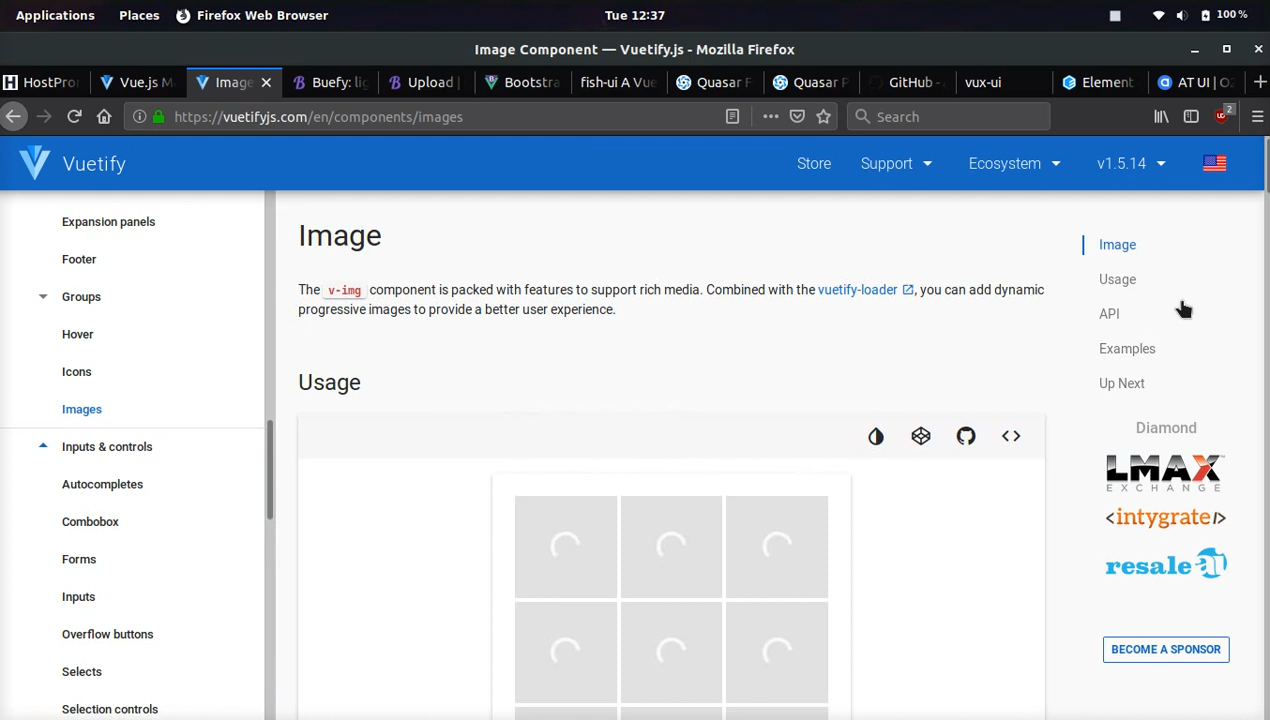 Applications Places Firefox Web Browser Tue 12:37 100 %
Image Component — Vuetify.js - Mozilla Firefox
HostPro Vue.js M Image Buefy: li Upload | Bootstra fish-ui A Vue Quasar F Quasar P GitHub - vux-ui Element AT UI | O
https://vuetifyjs.com/en/components/images Search 2
Vuetify Store Support Ecosystem v1.5.14
Expansion panels
Footer
Groups
Hover
Icons
Images
Inputs & controls
Autocompletes
Combobox
Forms
Inputs
Overflow buttons
Selects
Selection controls
Image
The v-img component is packed with features to support rich media. Combined with the vuetify-loader, you can add dynamic
progressive images to provide a better user experience.
Usage
Image
Usage
API
Examples
Up Next
Diamond
LMAX
EXCHANGE
<intygrate/>
resale ai
BECOME A SPONSOR